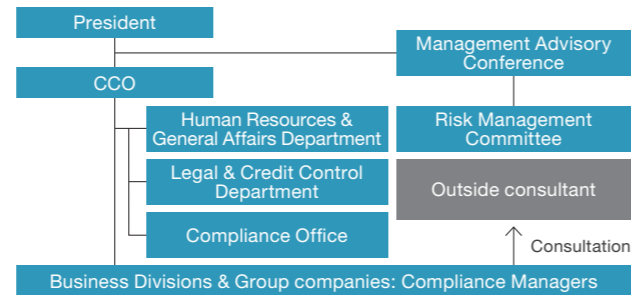 President
Management Advisory
Conference
CCO
Human Resources &
General Affairs Department
Risk Management
Committee
Legal & Credit Control
Department
Outside consultant
Compliance Office
Consultation
Business Divisions & Group companies: Compliance Managers